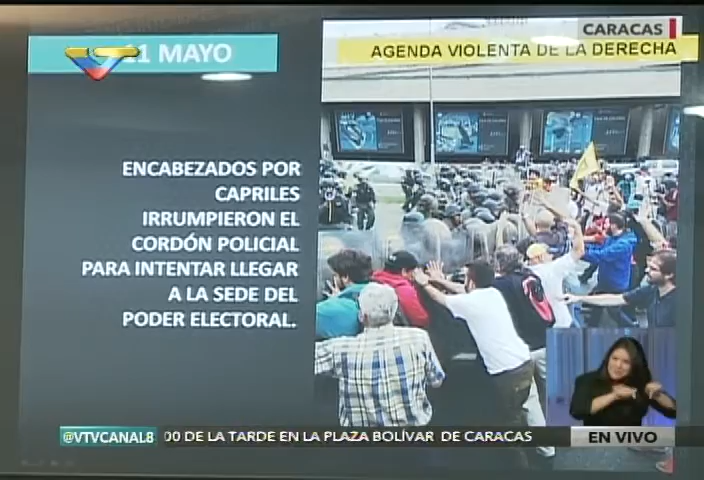 CARACAS
1 MAYO
AGENDA VIOLENTA DE LA DERECHA
ENCABEZADOS POR
CAPRILES
IRRUMPIERON EL
CORDÓN POLICIAL
PARA INTENTAR LLEGAR
A LA SEDE DEL
PODER ELECTORAL.
@VTVCANAL8 00 DE LA TARDE EN LA PLAZA BOLÍVAR DE CARACAS
EN VIVO